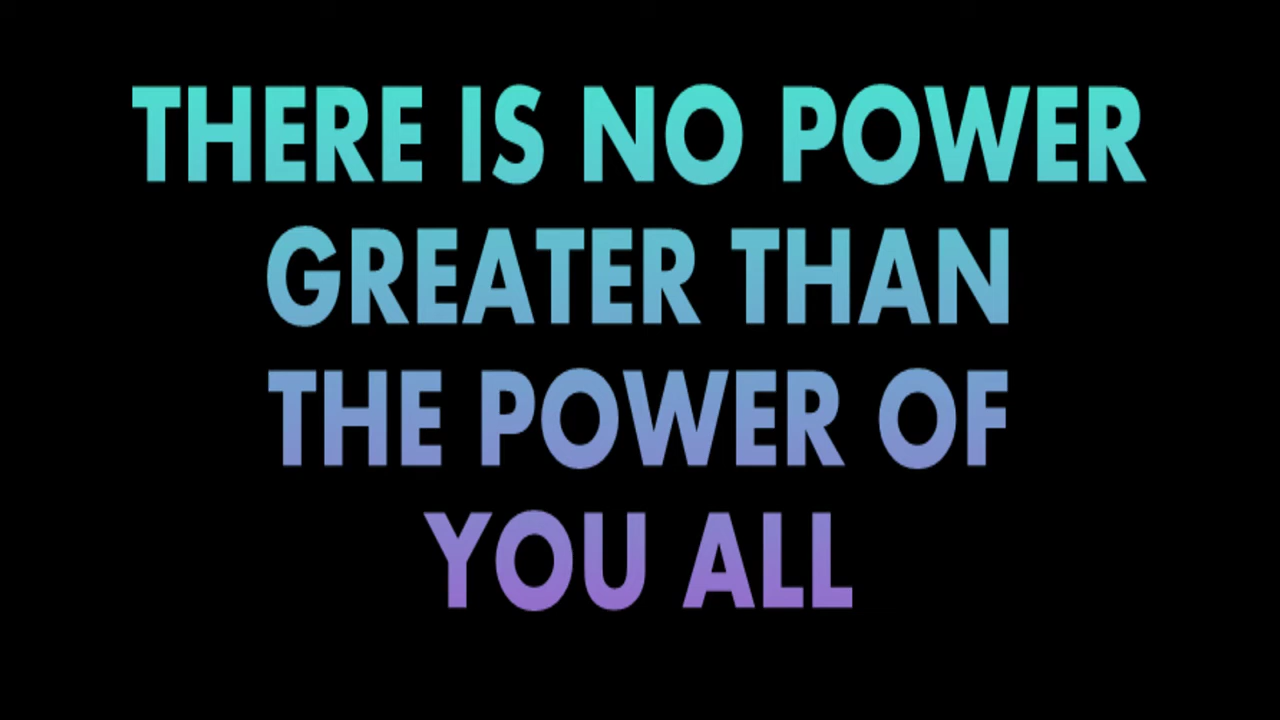 THERE IS NO POWER
GREATER THAN
THE POWER OF
YOU ALL